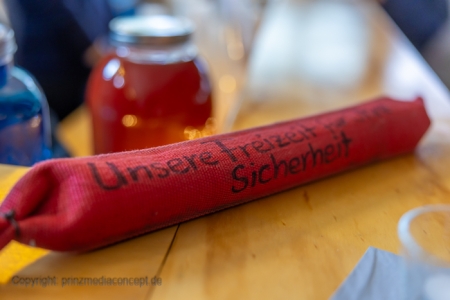 Unsere Freizeit für
Sicherheit
Copyright: prinzmediaconcept.de